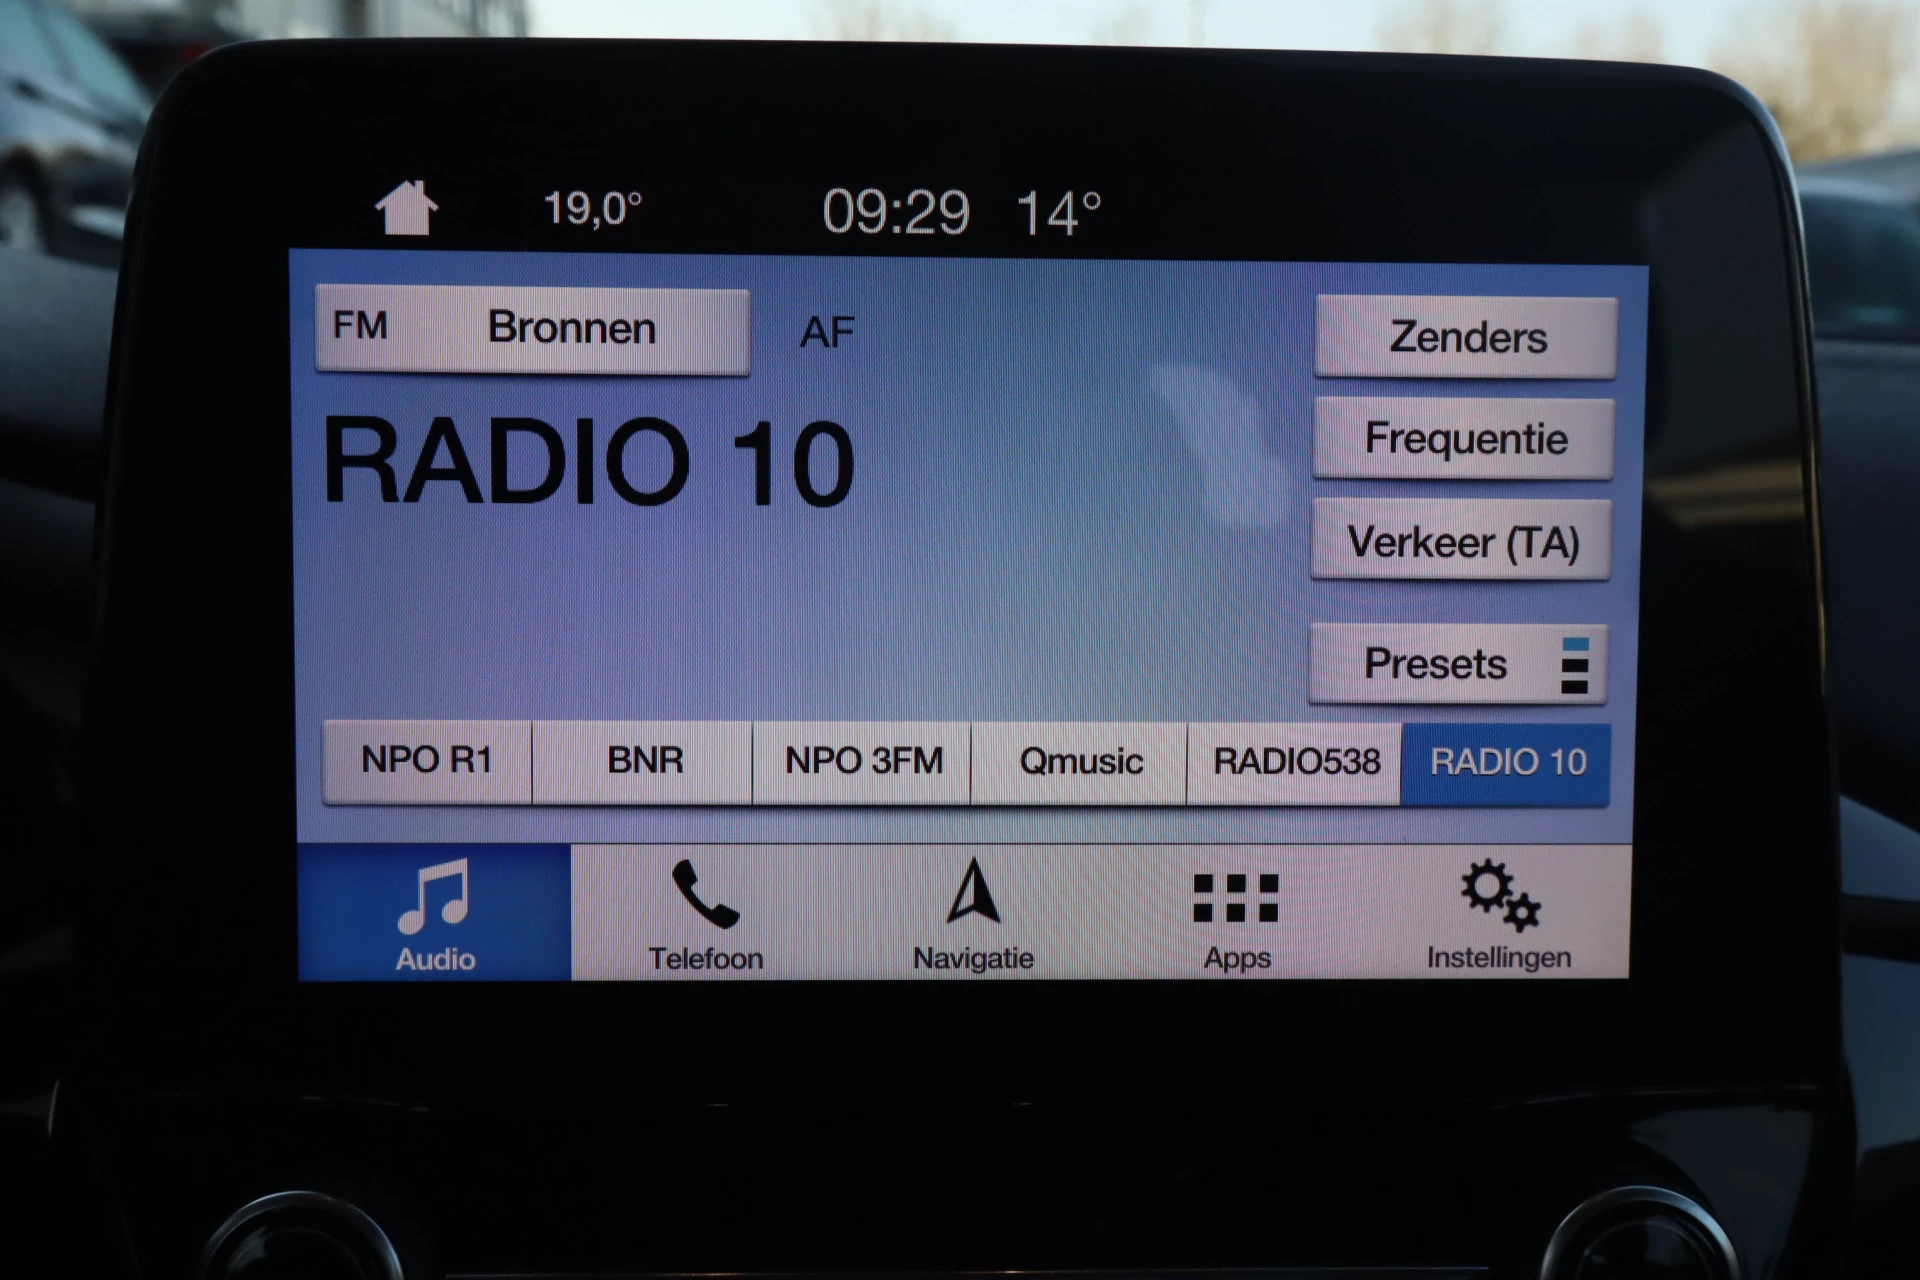 19,0° 09:29 14°
FM Bronnen AF
Zenders
RADIO 10
Frequentie
Verkeer (TA)
Presets
NPO R1 BNR NPO 3FM Qmusic RADIO538 RADIO 10
Audio Telefoon Navigatie Apps Instellingen